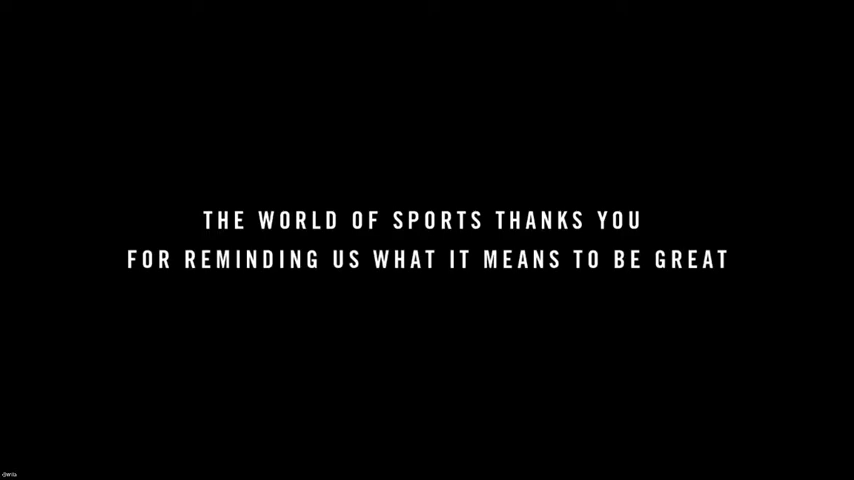 THE WORLD OF SPORTS THANKS YOU
FOR REMINDING US WHAT IT MEANS TO BE GREAT